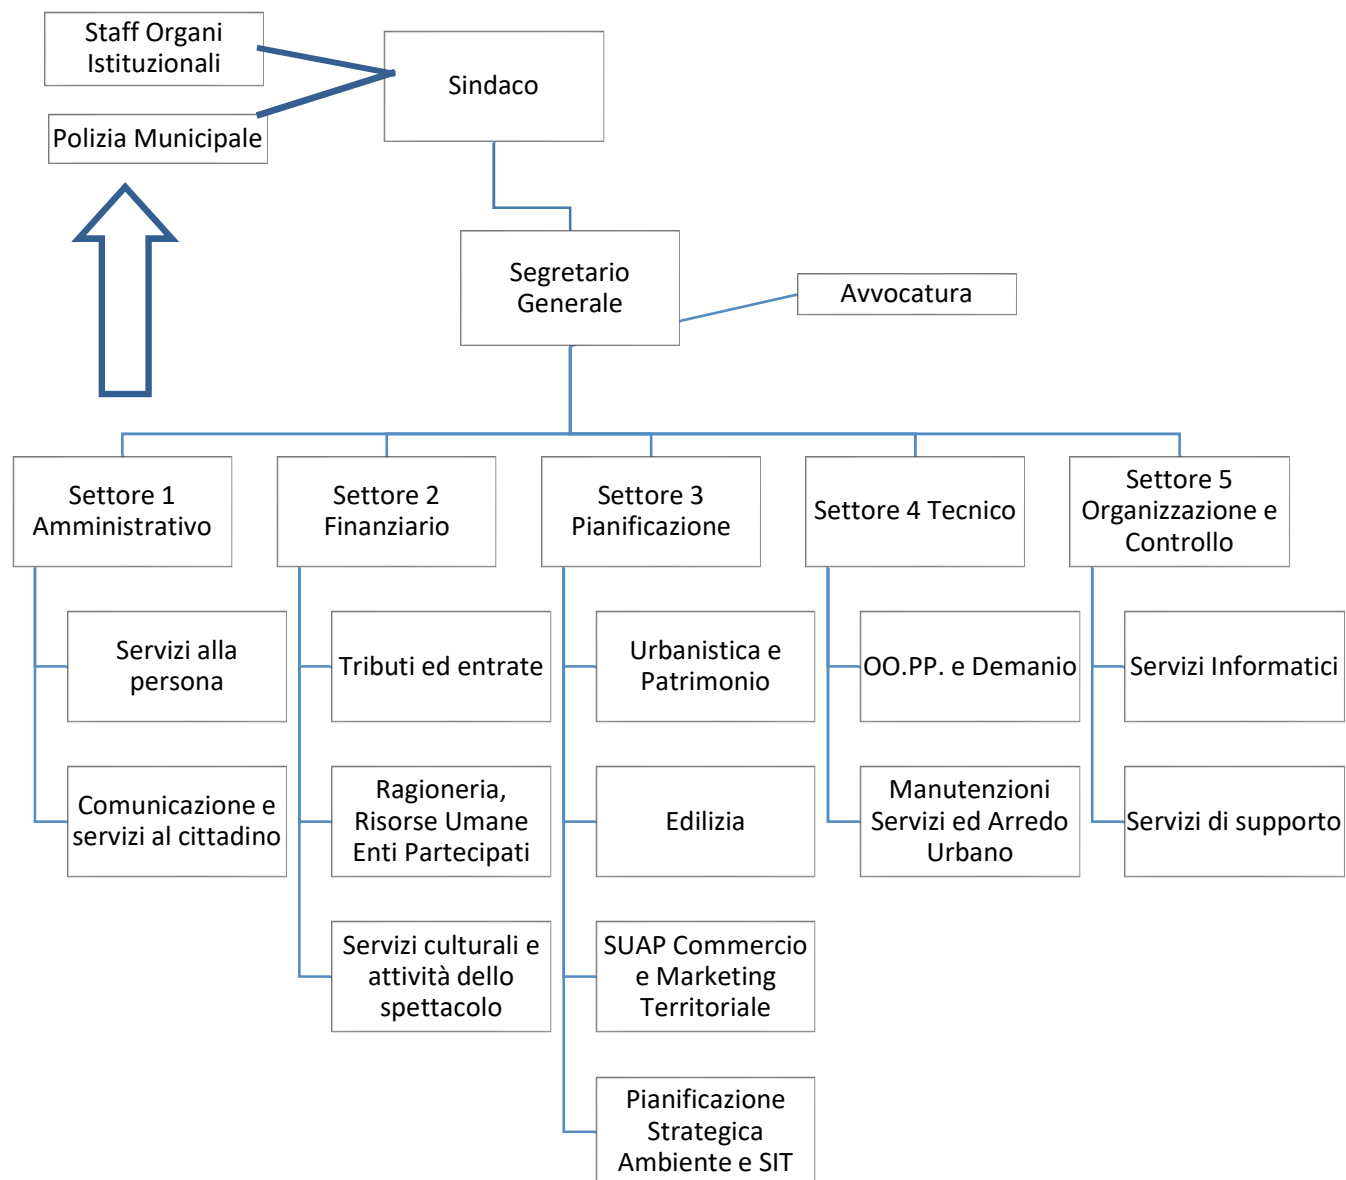 Staff Organi
Istituzionali
Sindaco
Polizia Municipale
Segretario
Generale
Avvocatura
Settore 1
Amministrativo
Settore 2
Finanziario
Settore 3
Pianificazione
Settore 4 Tecnico
Settore 5
Organizzazione e
Controllo
Servizi alla
persona
Tributi ed entrate
Urbanistica e
Patrimonio
OO.PP. e Demanio
Servizi Informatici
Comunicazione e
servizi al cittadino
Ragioneria,
Risorse Umane
Enti Partecipati
Edilizia
Manutenzioni
Servizi ed Arredo
Urbano
Servizi di supporto
Servizi culturali e
attività dello
spettacolo
SUAP Commercio
e Marketing
Territoriale
Pianificazione
Strategica
Ambiente e SIT